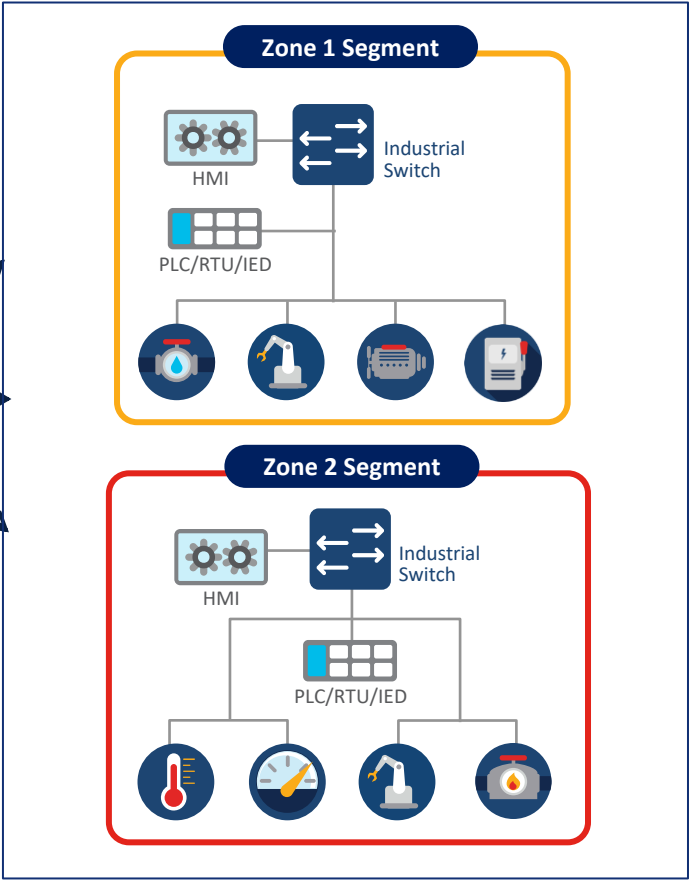 Zone 1 Segment
Industrial
Switch
HMI
PLC/RTU/IED
Zone 2 Segment
Industrial
Switch
HMI
PLC/RTU/IED